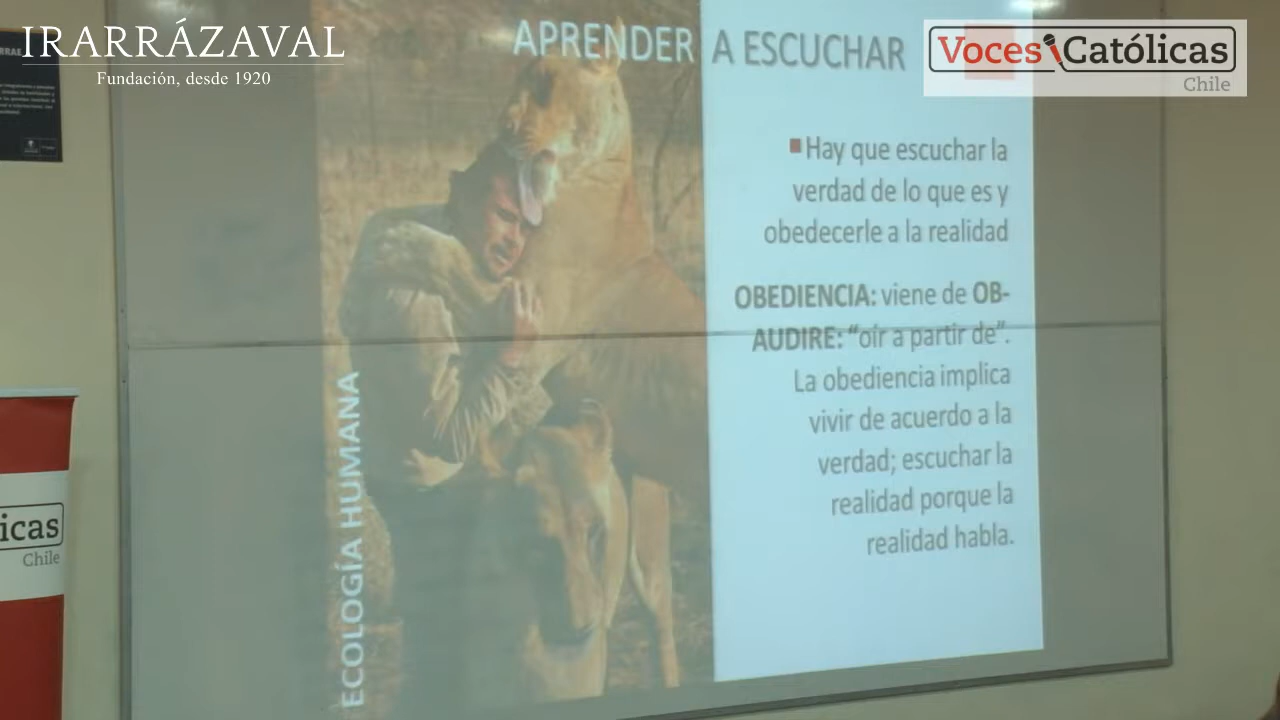 IRARRÁZAVAL
Fundación, desde 1920
VocesCatólicas
Chile
APRENDER A ESCUCHAR
Hay que escuchar la
verdad de lo que es y
obedecerle a la realidad
OBEDIENCIA: viene de OB-
AUDIRE: “oír a partir de”.
La obediencia implica
vivir de acuerdo a la
verdad; escuchar la
realidad porque la
realidad habla.
ECOLOGÍA HUMANA
icas
Chile